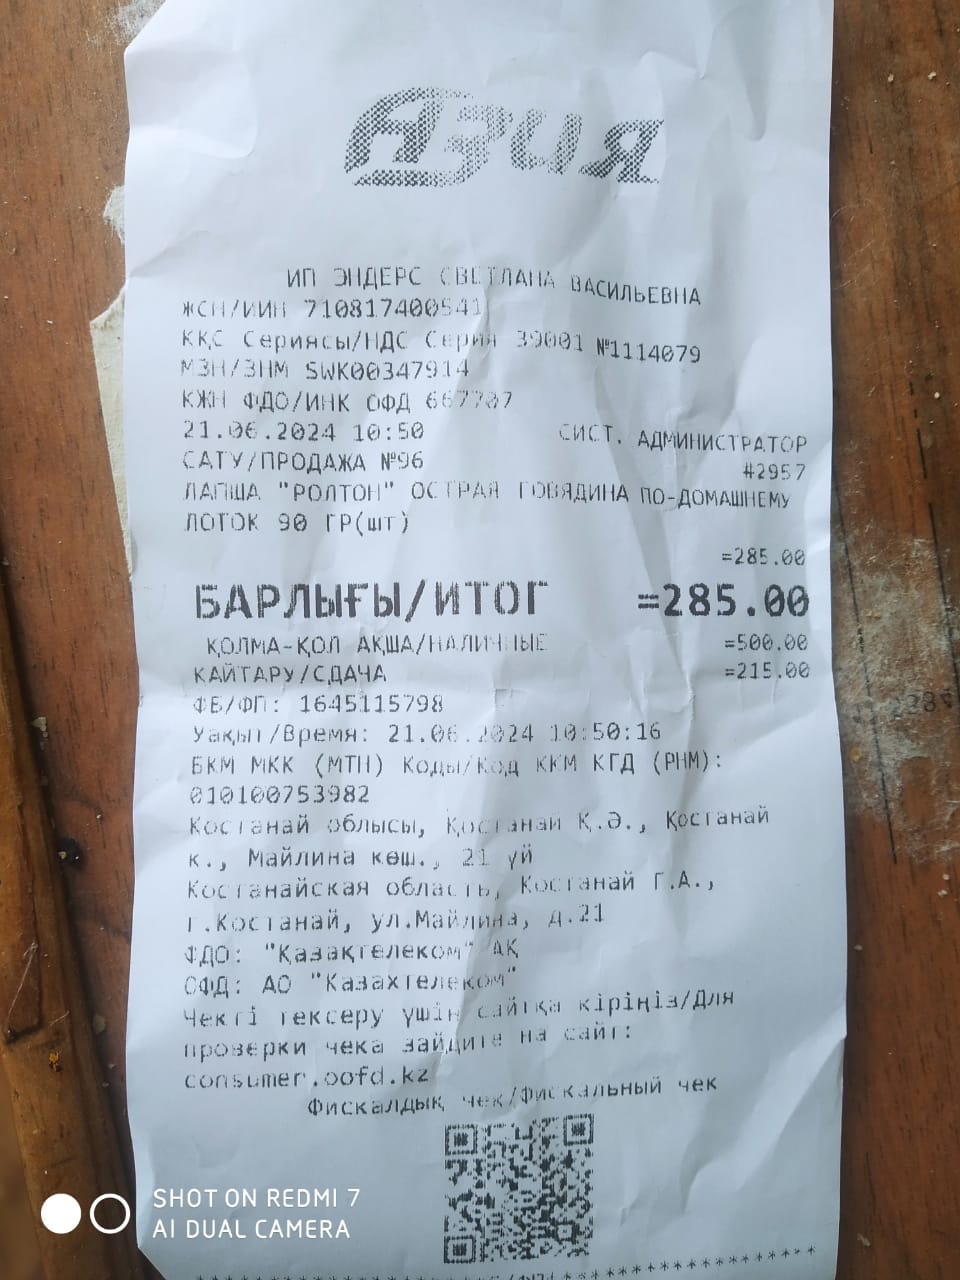 Азия
ИП ЭНДЕРС СВЕТЛАНА ВАСИЛЬЕВНА
ЖСН/ИИН 710817400541
ҚҚС Сериясы/НДС Серия 39001 №1114079
МЗН/ЗНМ SWK00347914
КЖН ФДО/ИНК ОФД 667707
21.06.2024 10:50 СИСТ. АДМИНИСТРАТОР
САТУ/ПРОДАЖА №96 #2957
ЛАПША "РОЛТОН" ОСТРАЯ ГОВЯДИНА ПО-ДОМАШНЕМУ
ЛОТОК 90 ГР(шт)
=285.00
БАРЛЫҒЫ/ИТОГ =285.00
ҚОЛМА-ҚОЛ АҚША/НАЛИЧНЫЕ =500.00
КАЙТАРУ/СДАЧА =215.00
ФБ/ФП: 1645115798
Уақыт/Время: 21.06.2024 10:50:16
БКМ МКК (МТН) Коды/Код ККМ КГД (РНМ):
010100753982
Костанай облысы, Қостанай Қ.Ә., Қостанай
к., Майлина көш., 21 үй
Костанайская область, Костанай Г.А.,
г.Костанай, ул.Майлина, д.21
ФДО: "Қазақтелеком" АҚ
ОФД: АО "Казахтелеком"
Чекті тексеру үшін сайтқа кіріңіз/Для
проверки чека зайдите на сайт:
consumer.oofd.kz
Фискалдық чек/Фискальный чек
SHOT ON REDMI 7
AI DUAL CAMERA